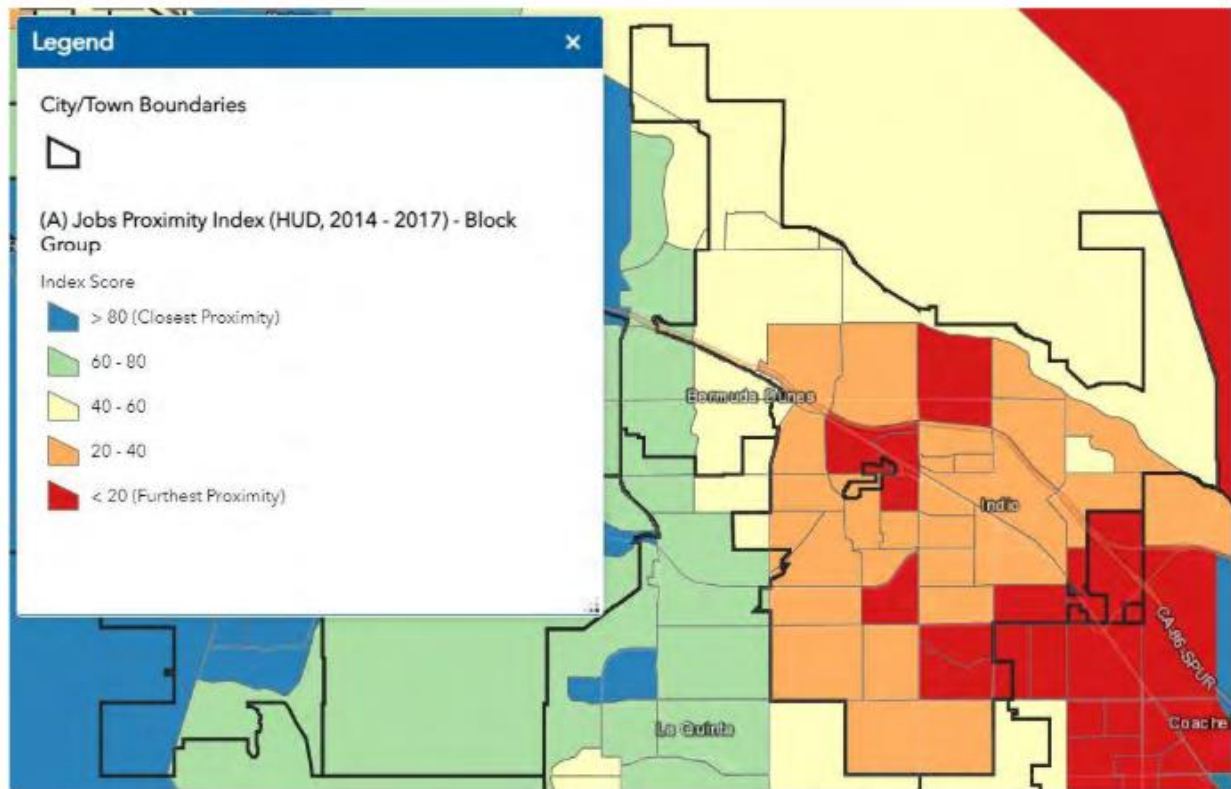 Legend
City/Town Boundaries
(A) Jobs Proximity Index (HUD, 2014 - 2017) - Block
Group
Index Score
> 80 (Closest Proximity)
60 - 80
40 - 60
20 - 40
< 20 (Furthest Proximity)
Bermuda Dunes
Indio
CA-86-SPUR
La Quinta
Coache